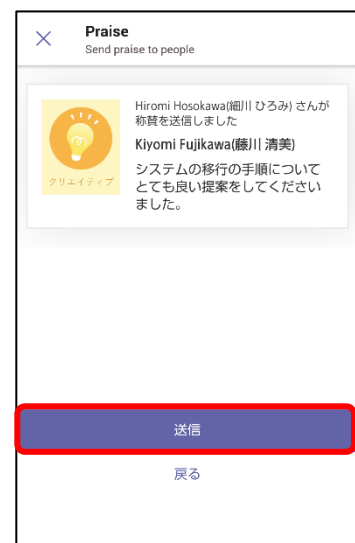 Praise
Send praise to people
Hiromi Hosokawa(細川 ひろみ) さんが
称賛を送信しました
Kiyomi Fujikawa(藤川 清美)
システムの移行の手順について
とても良い提案をしてください
ました。
クリエイティブ
送信
戻る